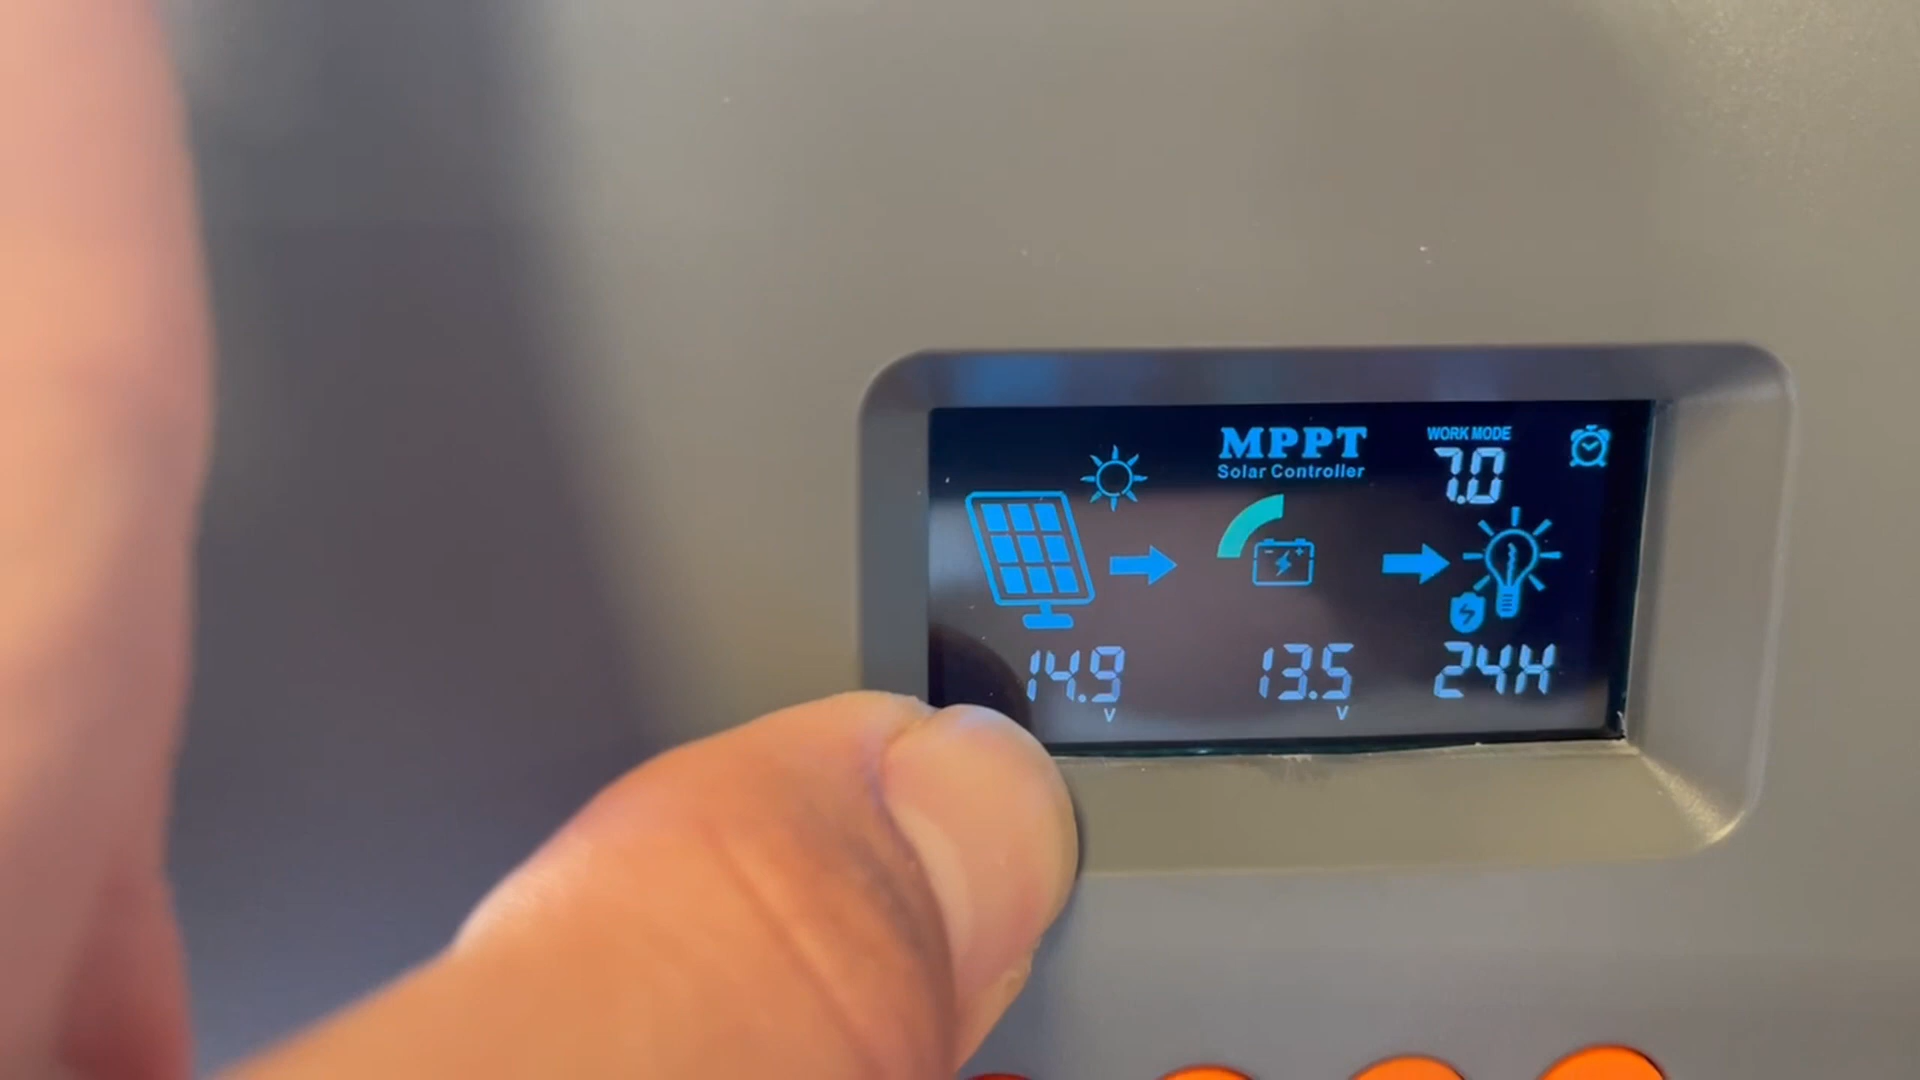 MPPT
Solar Controller
WORK MODE
7.0
14.9
V
13.5
V
24H